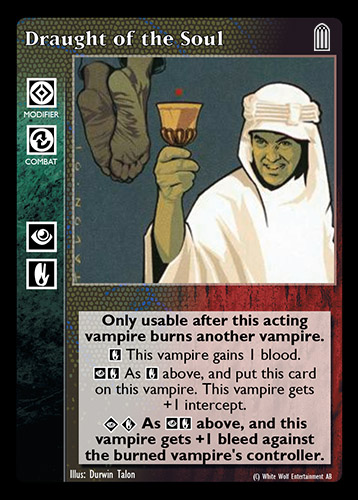 Draught of the Soul
MODIFIER
COMBAT
TALON.01
Only usable after this acting
vampire burns another vampire.
This vampire gains 1 blood.
As above, and put this card
on this vampire. This vampire gets
+1 intercept.
As above, and this
vampire gets +1 bleed against
the burned vampire's controller.
Illus: Durwin Talon
(C) White Wolf Entertainment AB